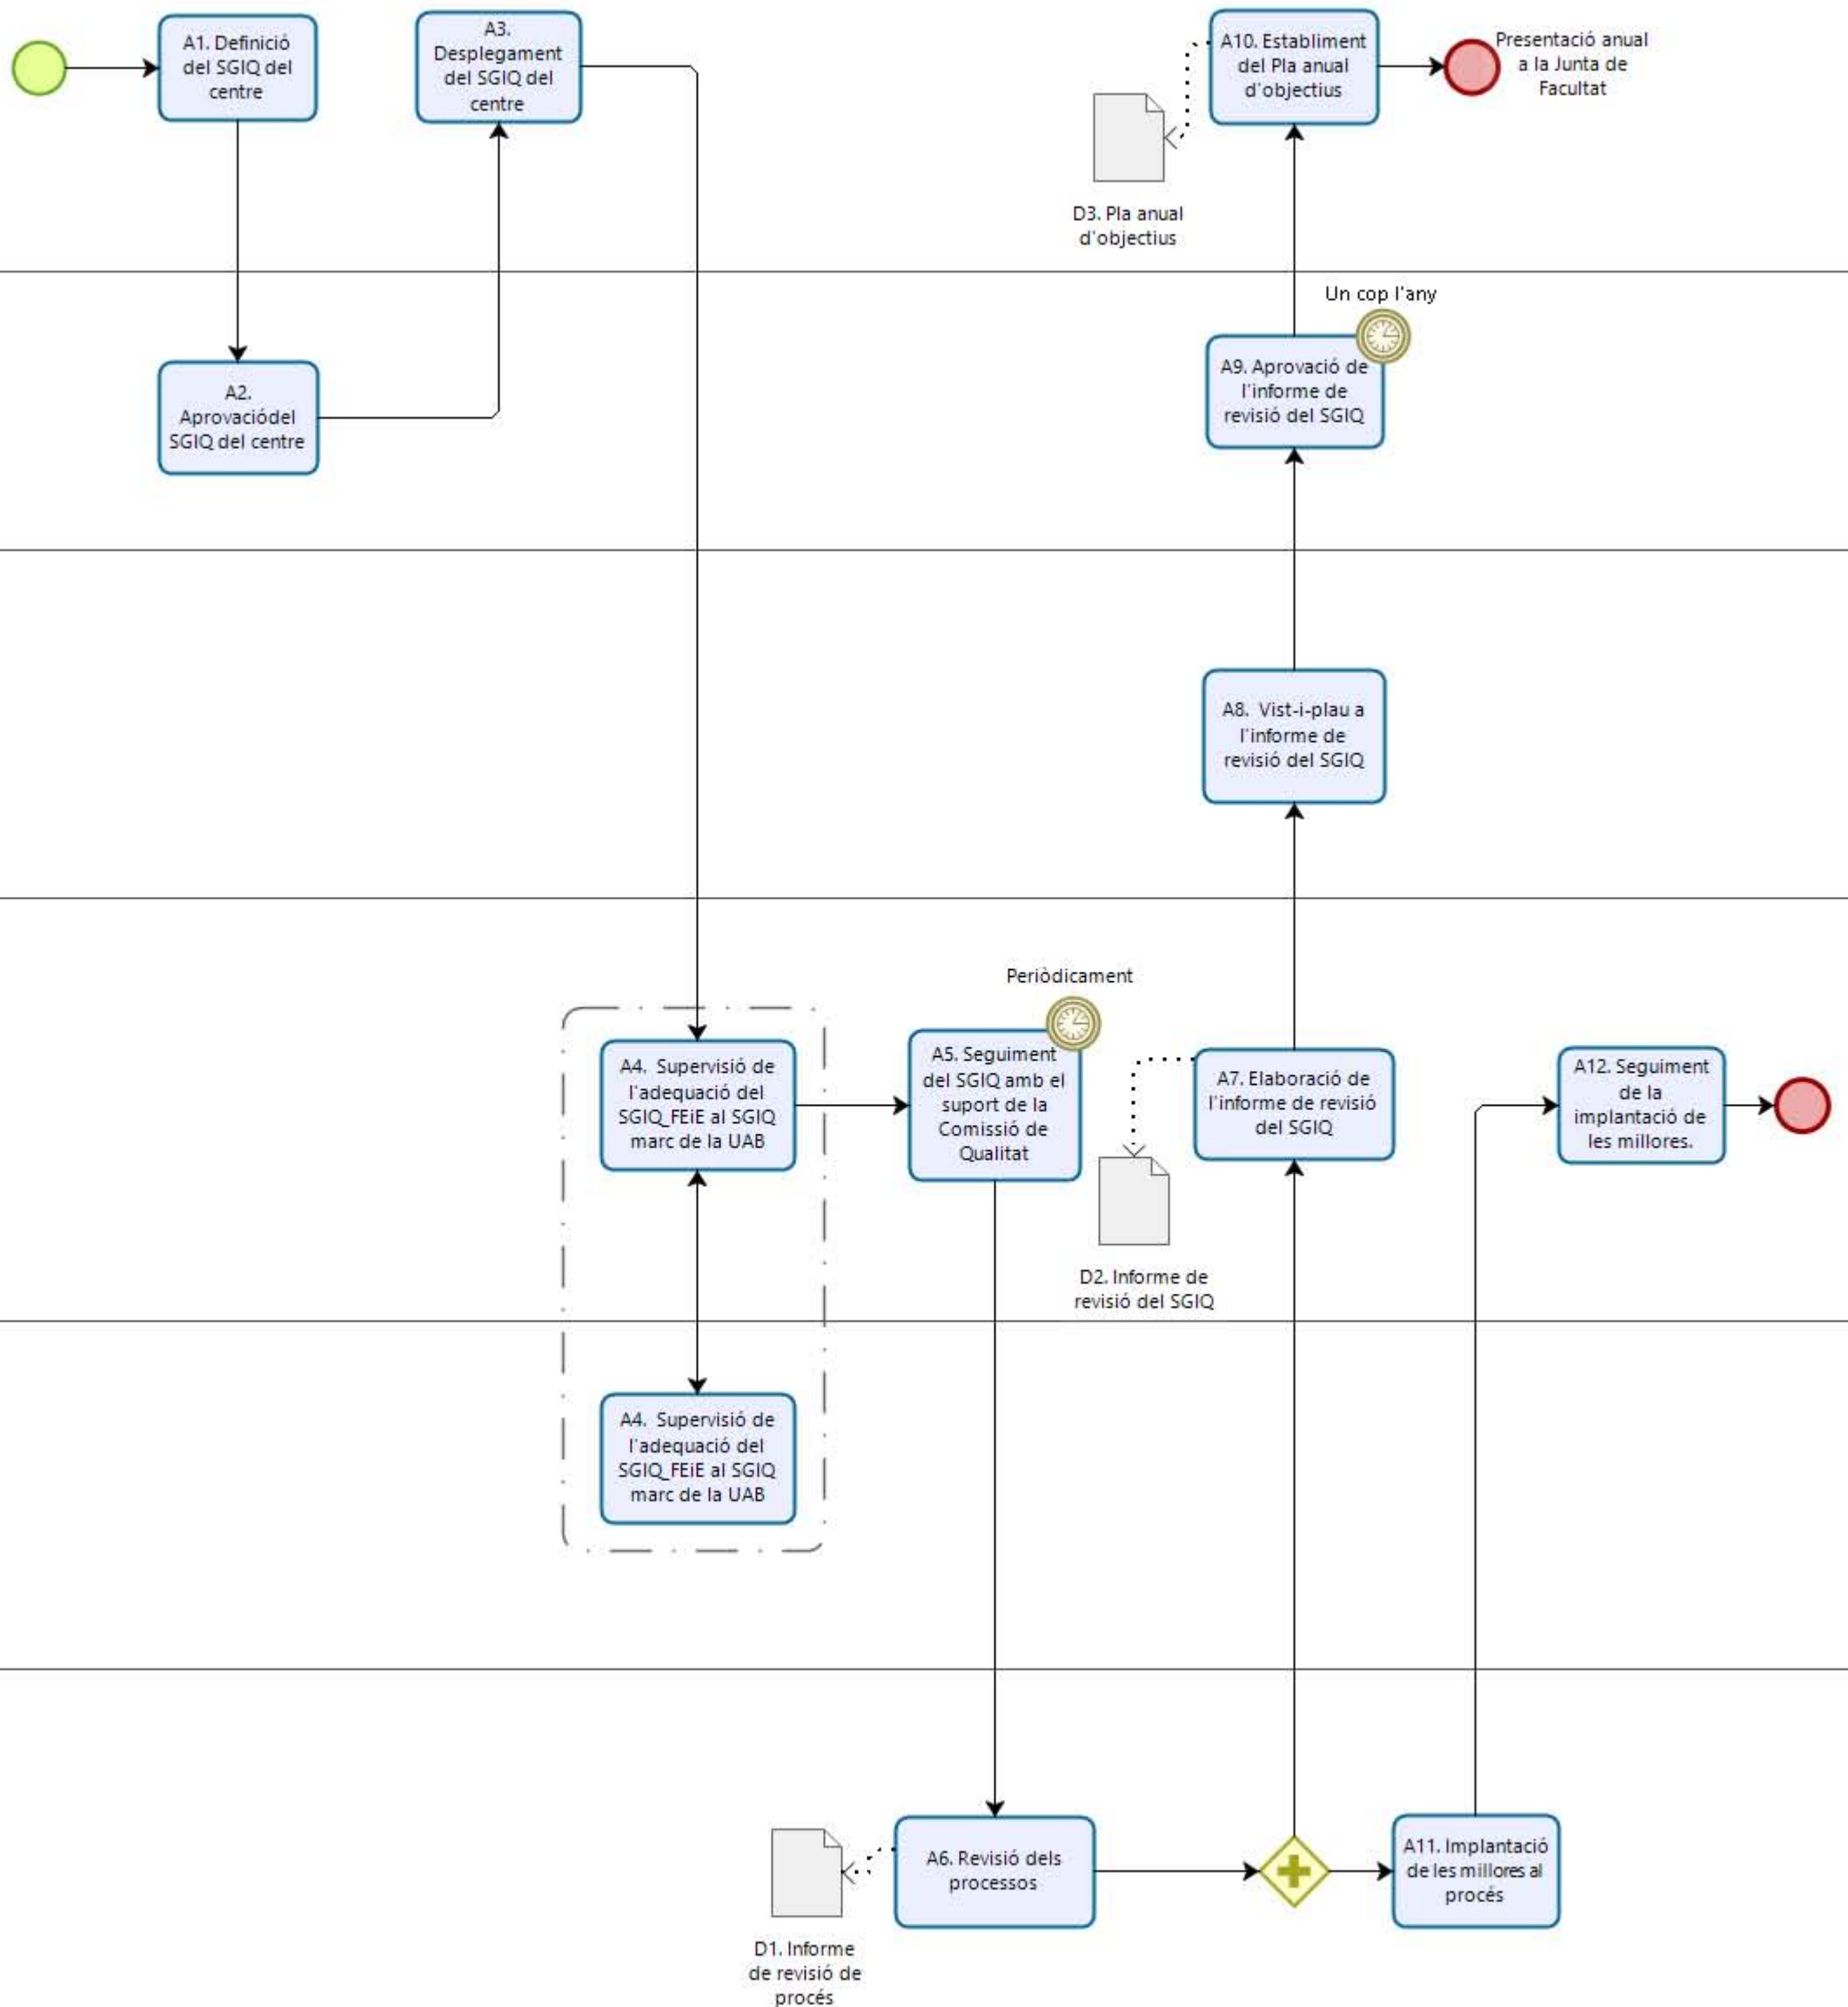 A1. Definició
del SGIQ del
centre
A3.
Desplegament
del SGIQ del
centre
A10. Establiment
del Pla anual
d'objectius
Presentació anual
a la Junta de
Facultat
D3. Pla anual
d'objectius
Un cop l'any
A2.
Aprovaciódel
SGIQ del centre
A9. Aprovació de
l'informe de
revisió del SGIQ
A8. Vist-i-plau a
l'informe de
revisió del SGIQ
Periòdicament
A4. Supervisió de
l'adequació del
SGIQ_FEiE al SGIQ
marc de la UAB
A5. Seguiment
del SGIQ amb el
suport de la
Comissió de
Qualitat
A7. Elaboració de
l'informe de revisió
del SGIQ
A12. Seguiment
de la
implantació de
les millores.
D2. Informe de
revisió del SGIQ
A4. Supervisió de
l'adequació del
SGIQ_FEiE al SGIQ
marc de la UAB
A6. Revisió dels
processos
A11. Implantació
de les millores al
procés
D1. Informe
de revisió de
procés